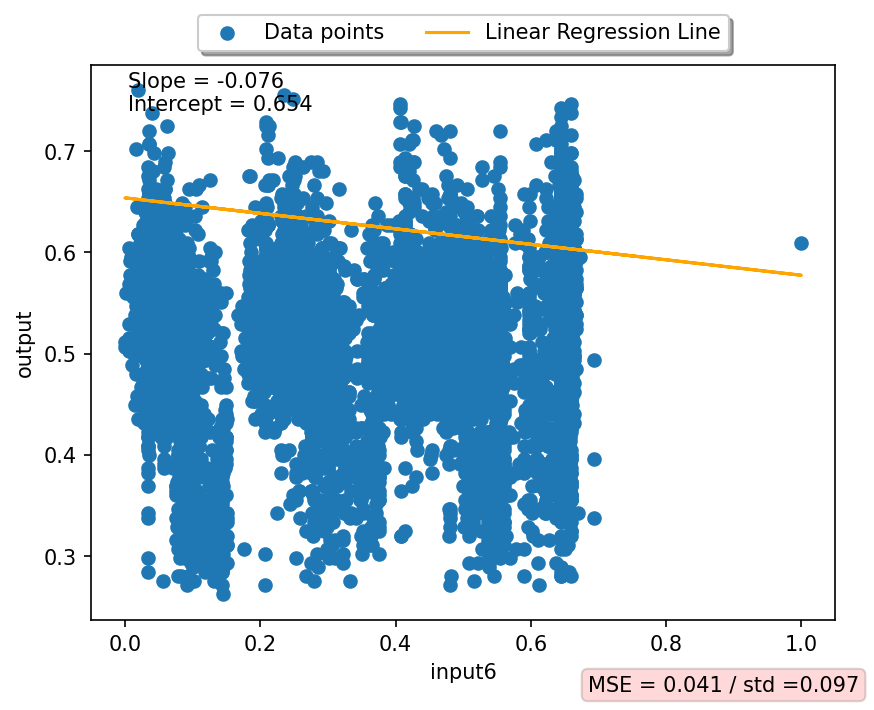 Data points
Linear Regression Line
Slope = -0.076
Intercept = 0.654
0.7
0.6
0.5
0.4
0.3
output
0.0 0.2 0.4 0.6 0.8 1.0
input6
MSE = 0.041 / std =0.097